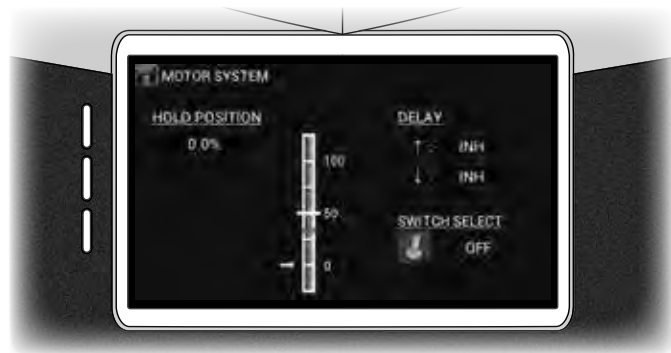 MOTOR SYSTEM
HOLD POSITION
0.0%
100
50
0
DELAY
↑ : INH
↓ : INH
SWITCH SELECT
OFF